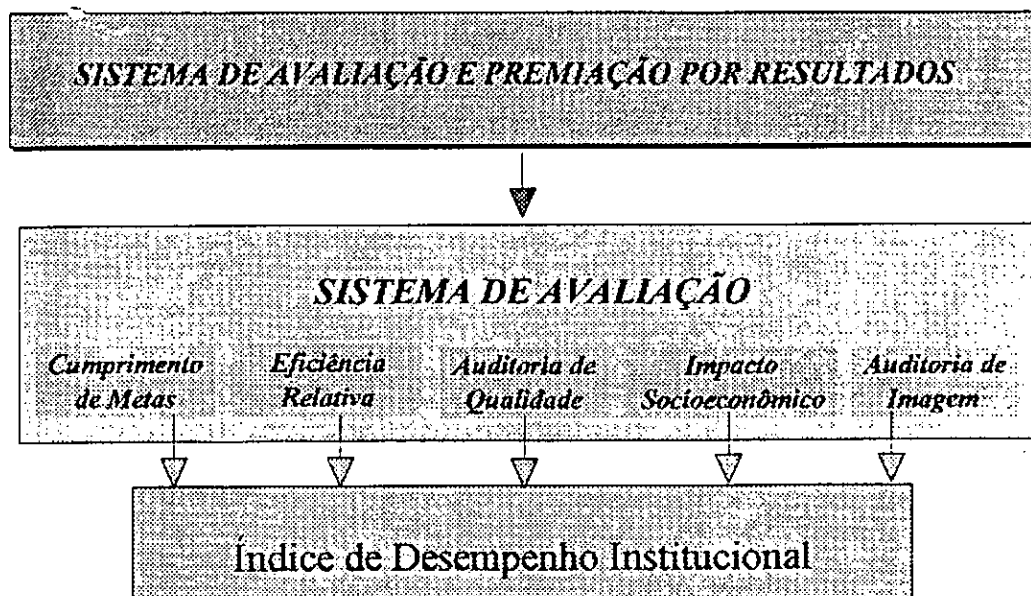 SISTEMA DE AVALIAÇÃO E PREMIAÇÃO POR RESULTADOS
SISTEMA DE AVALIAÇÃO
Cumprimento
de Metas
Eficiência
Relativa
Auditoria de
Qualidade
Impacto
Socioeconômico
Auditoria de
Imagem
Índice de Desempenho Institucional